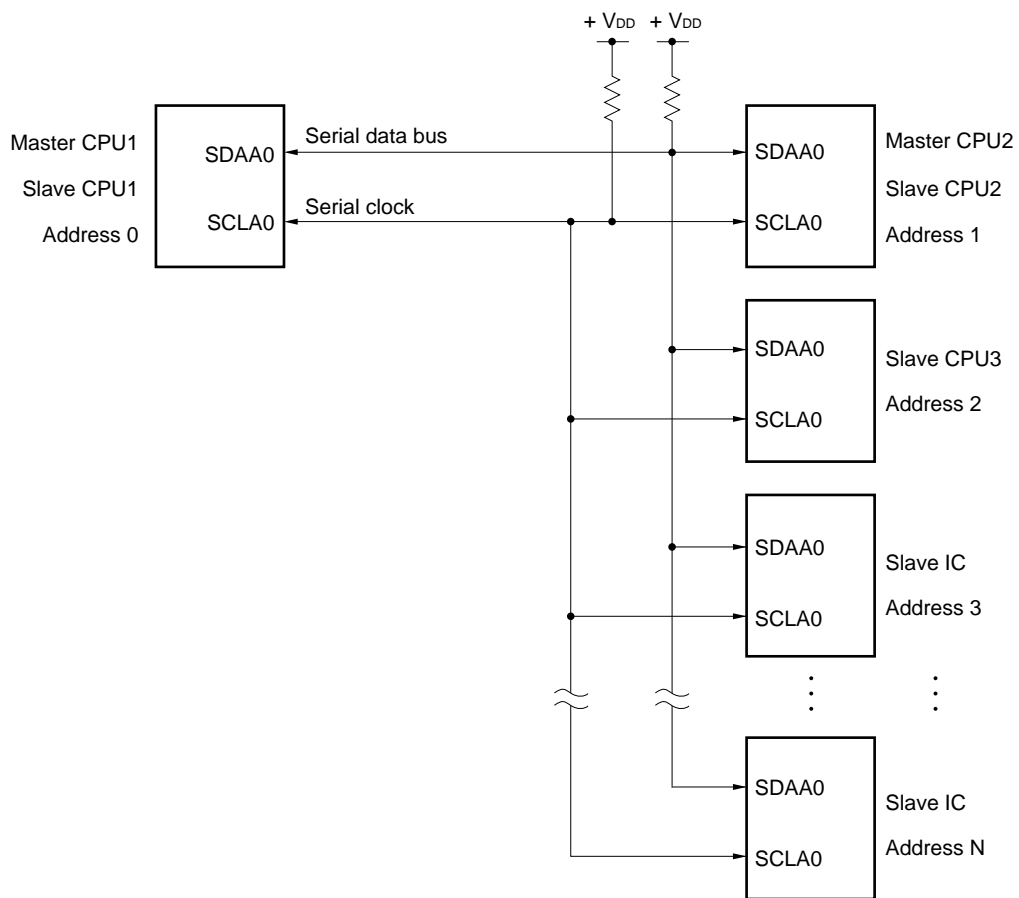 + VDD
+ VDD
Master CPU1
Slave CPU1
Address 0
SDAA0
SCLA0
Serial data bus
Serial clock
SDAA0
SCLA0
Master CPU2
Slave CPU2
Address 1
SDAA0
SCLA0
Slave CPU3
Address 2
SDAA0
SCLA0
Slave IC
Address 3
SDAA0
SCLA0
Slave IC
Address N